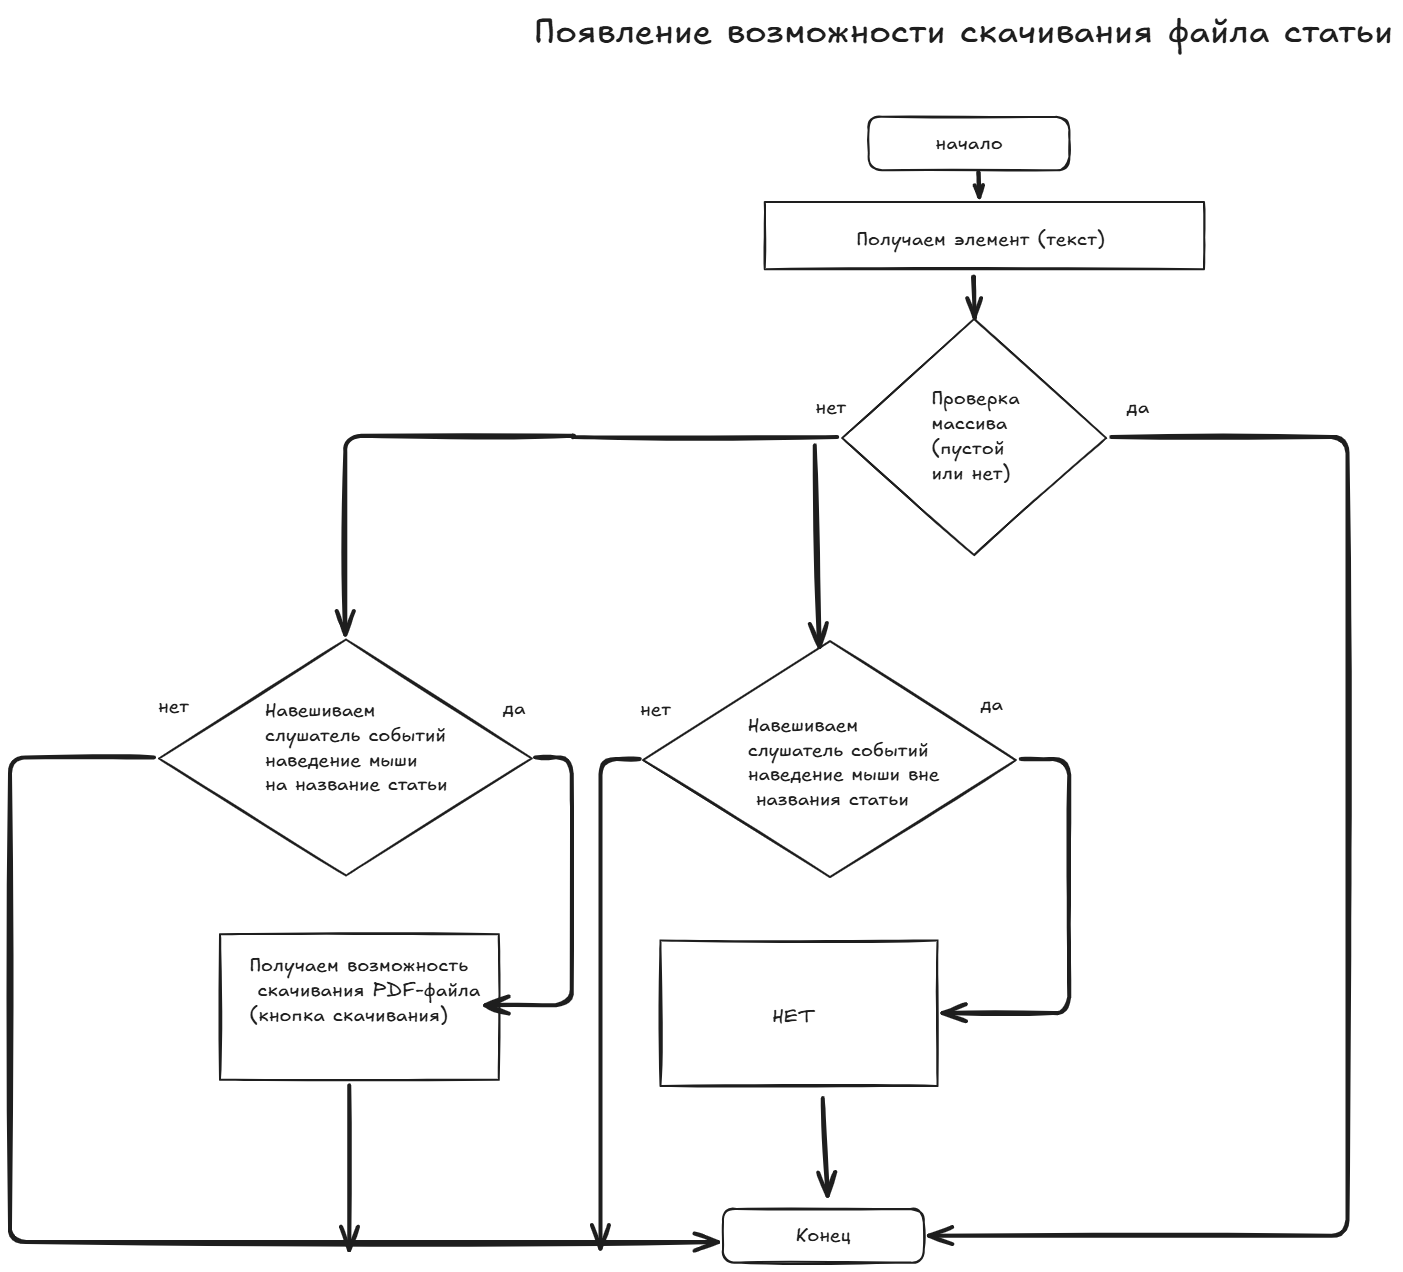 Появление возможности скачивания файла статьи
начало
Получаем элемент (текст)
нет
да
Проверка
массива
(пустой
или нет)
нет
да
Навешиваем
слушатель событий
наведение мыши
на название статьи
нет
да
Навешиваем
слушатель событий
наведение мыши вне
названия статьи
Получаем возможность
скачивания PDF-файла
(кнопка скачивания)
НЕТ
Конец